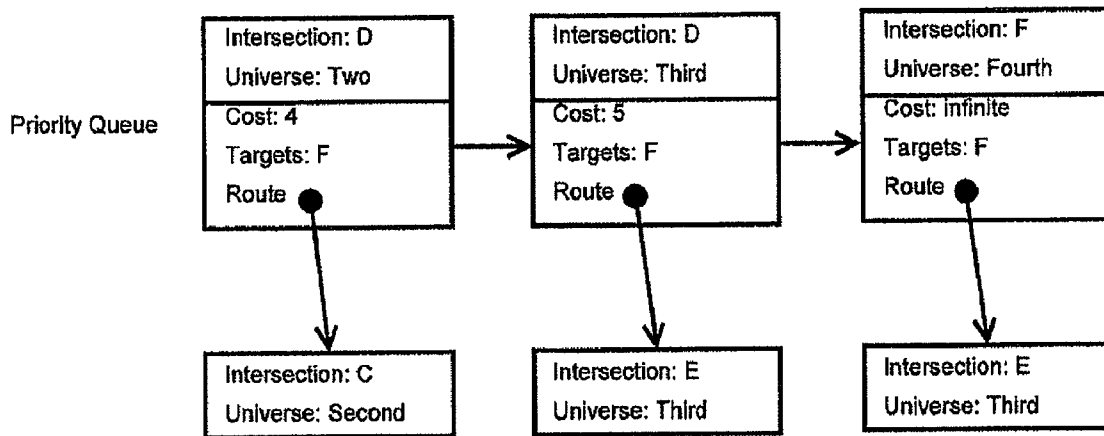 Priority Queue
Intersection: D
Universe: Two
Cost: 4
Targets: F
Route
Intersection: D
Universe: Third
Cost: 5
Targets: F
Route
Intersection: F
Universe: Fourth
Cost: infinite
Targets: F
Route
Intersection: C
Universe: Second
Intersection: E
Universe: Third
Intersection: E
Universe: Third